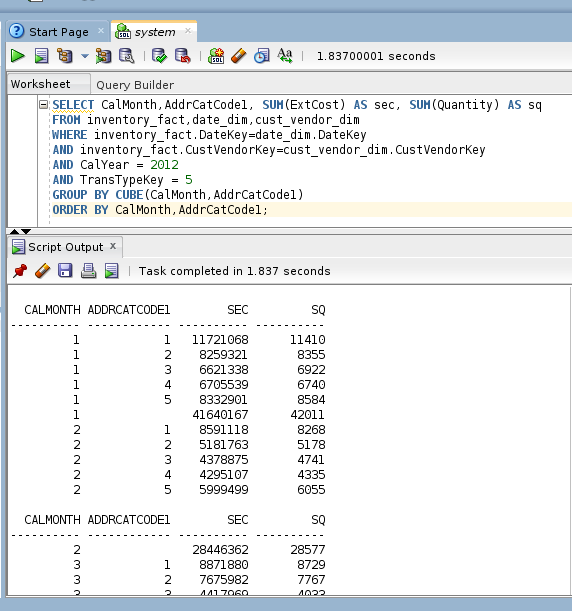 Start Page system
1.83700001 seconds
Worksheet Query Builder
SELECT CalMonth,AddrCatCode1, SUM(ExtCost) AS sec, SUM(Quantity) AS sq
FROM inventory_fact,date_dim,cust_vendor_dim
WHERE inventory_fact.DateKey=date_dim.DateKey
AND inventory_fact.CustVendorKey=cust_vendor_dim.CustVendorKey
AND CalYear = 2012
AND TransTypeKey = 5
GROUP BY CUBE(CalMonth,AddrCatCode1)
ORDER BY CalMonth,AddrCatCode1;
Script Output x
Task completed in 1.837 seconds
CALMONTH ADDRCATCODE1 SEC SQ
---------- ------------ ---------- ----------
1 1 11721068 11410
1 2 8259321 8355
1 3 6621338 6922
1 4 6705539 6740
1 5 8332901 8584
1 41640167 42011
2 1 8591118 8268
2 2 5181763 5178
2 3 4378875 4741
2 4 4295107 4335
2 5 5999499 6055
CALMONTH ADDRCATCODE1 SEC SQ
---------- ------------ ---------- ----------
2 28446362 28577
3 1 8871880 8729
3 2 7675982 7767
3 3 4417969 4033